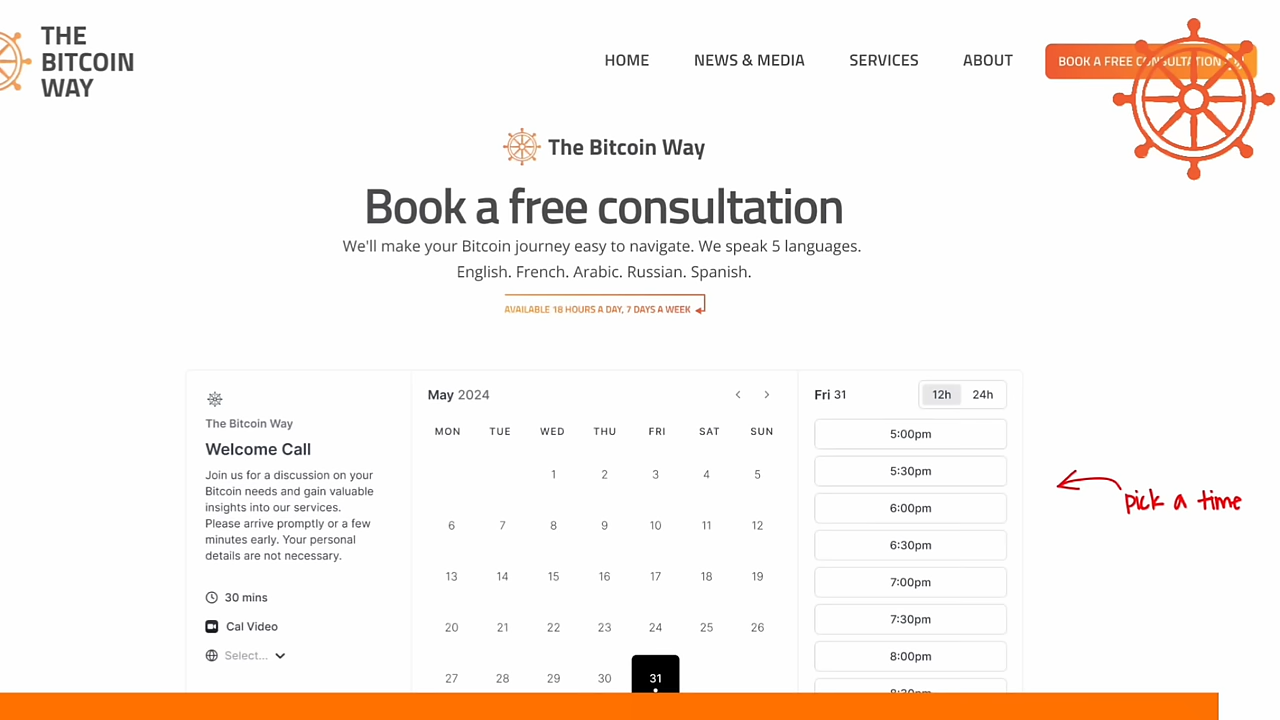 THE
BITCOIN
WAY
HOME NEWS & MEDIA SERVICES ABOUT BOOK A FREE CONSULTATION
The Bitcoin Way
Book a free consultation
We'll make your Bitcoin journey easy to navigate. We speak 5 languages.
English. French. Arabic. Russian. Spanish.
AVAILABLE 18 HOURS A DAY, 7 DAYS A WEEK
The Bitcoin Way
Welcome Call
Join us for a discussion on your
Bitcoin needs and gain valuable
insights into our services.
Please arrive promptly or a few
minutes early. Your personal
details are not necessary.
30 mins
Cal Video
Select...
May 2024
MON TUE WED THU FRI SAT SUN
1 2 3 4 5
6 7 8 9 10 11 12
13 14 15 16 17 18 19
20 21 22 23 24 25 26
27 28 29 30 31
Fri 31 12h 24h
5:00pm
5:30pm
6:00pm
6:30pm
7:00pm
7:30pm
8:00pm
8:30pm
pick a time